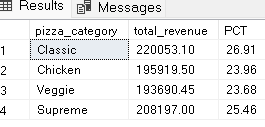 Results Messages
pizza_category total_revenue PCT
1 Classic 220053.10 26.91
2 Chicken 195919.50 23.96
3 Veggie 193690.45 23.68
4 Supreme 208197.00 25.46